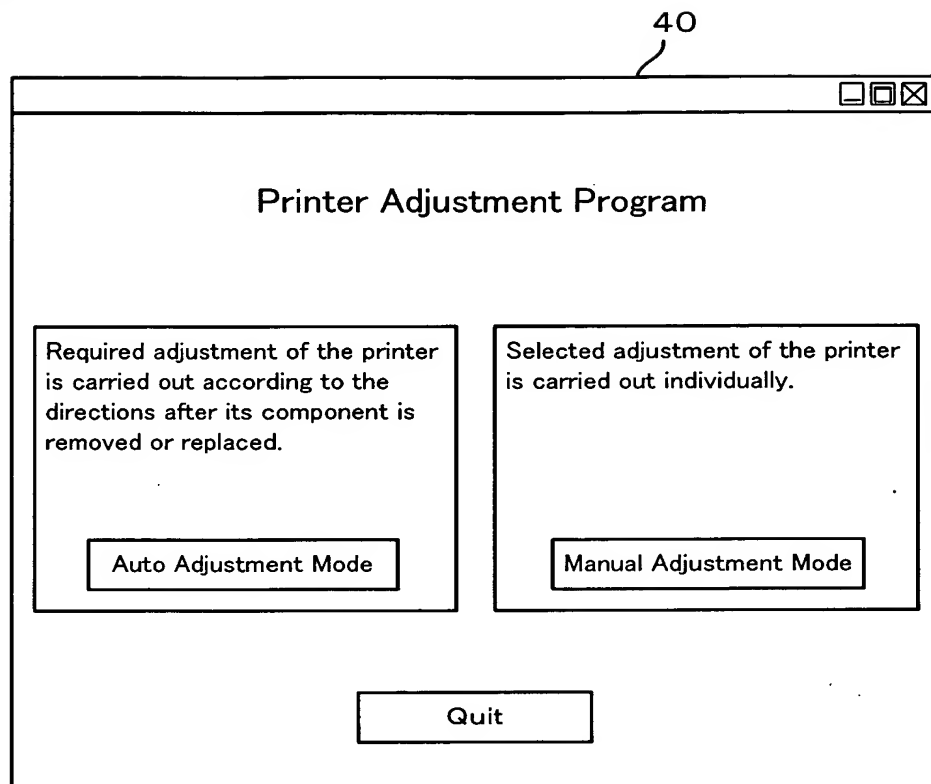 40
Printer Adjustment Program
Required adjustment of the printer
is carried out according to the
directions after its component is
removed or replaced.
Auto Adjustment Mode
Selected adjustment of the printer
is carried out individually.
Manual Adjustment Mode
Quit